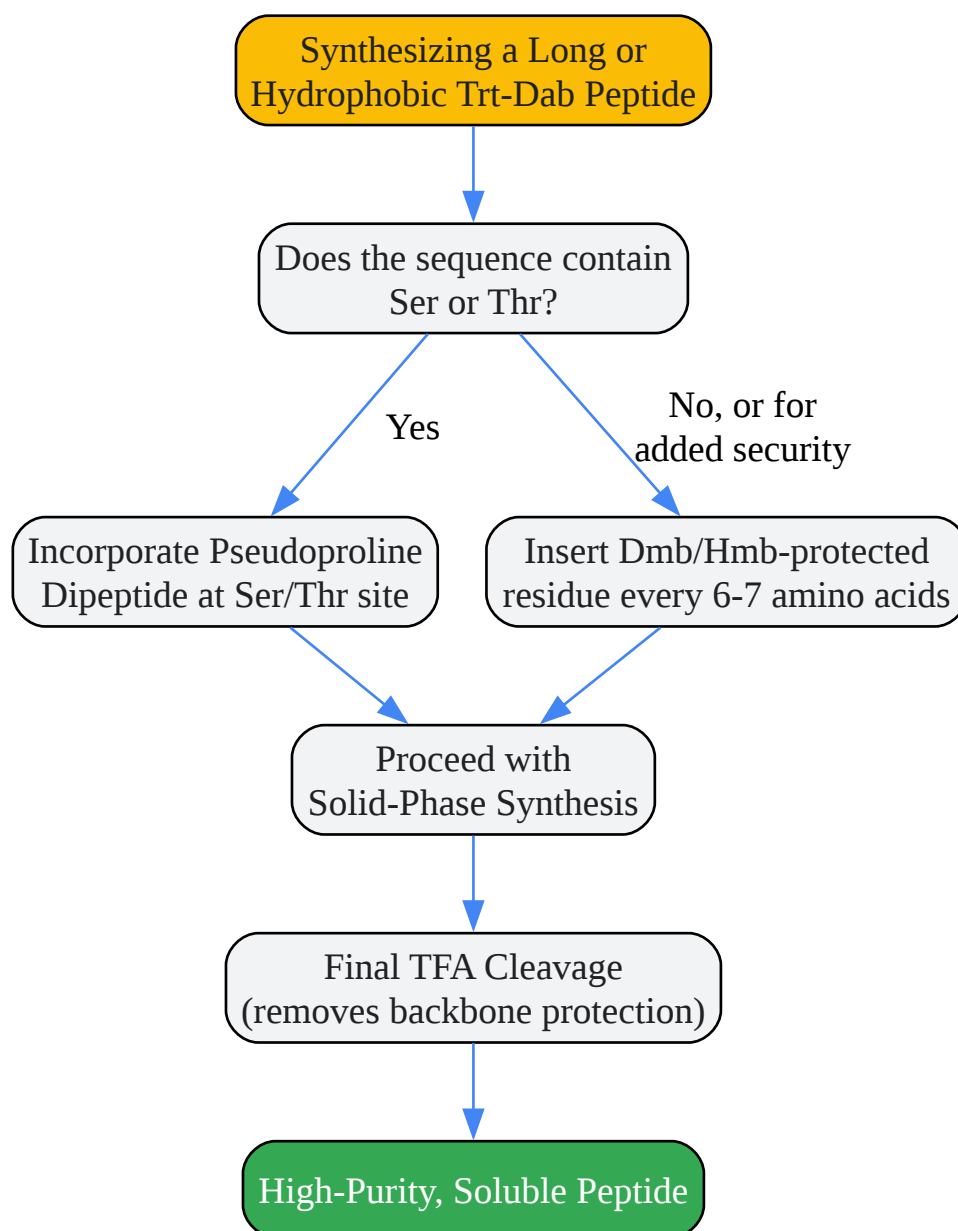 Synthesizing a Long or
Hydrophobic Trt-Dab Peptide
Does the sequence contain
Ser or Thr?
Yes
No, or for
added security
Incorporate Pseudoproline
Dipeptide at Ser/Thr site
Insert Dmb/Hmb-protected
residue every 6-7 amino acids
Proceed with
Solid-Phase Synthesis
Final TFA Cleavage
(removes backbone protection)
High-Purity, Soluble Peptide